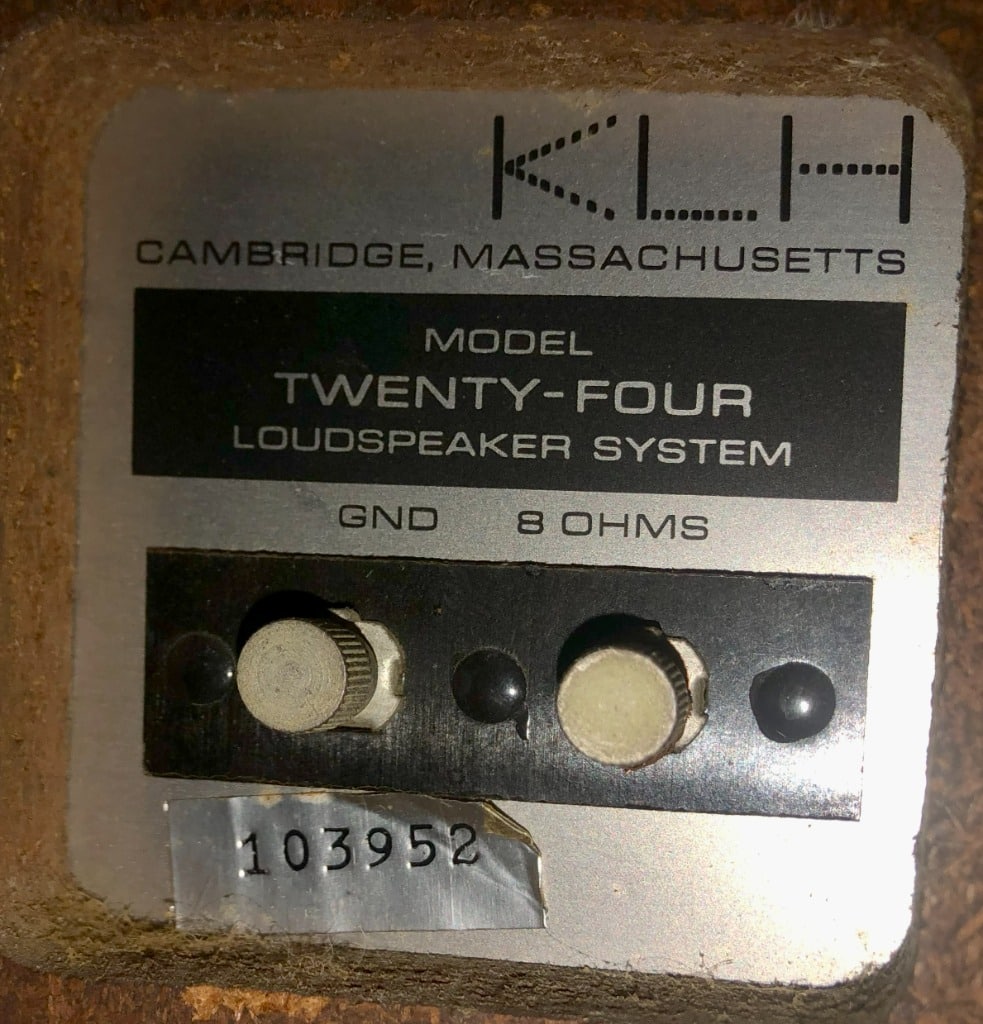 KLH
CAMBRIDGE, MASSACHUSETTS
MODEL
TWENTY-FOUR
LOUDSPEAKER SYSTEM
GND 8 OHMS
103952